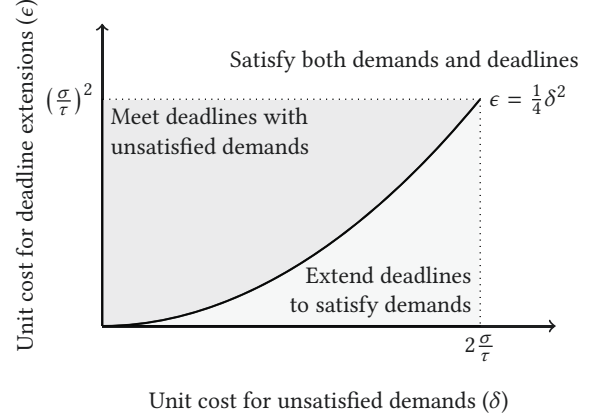 Unit cost for deadline extensions (ϵ)
Satisfy both demands and deadlines
(σ/τ)²
ϵ = ¼δ²
Meet deadlines with
unsatisfied demands
Extend deadlines
to satisfy demands
2 σ/τ
Unit cost for unsatisfied demands (δ)